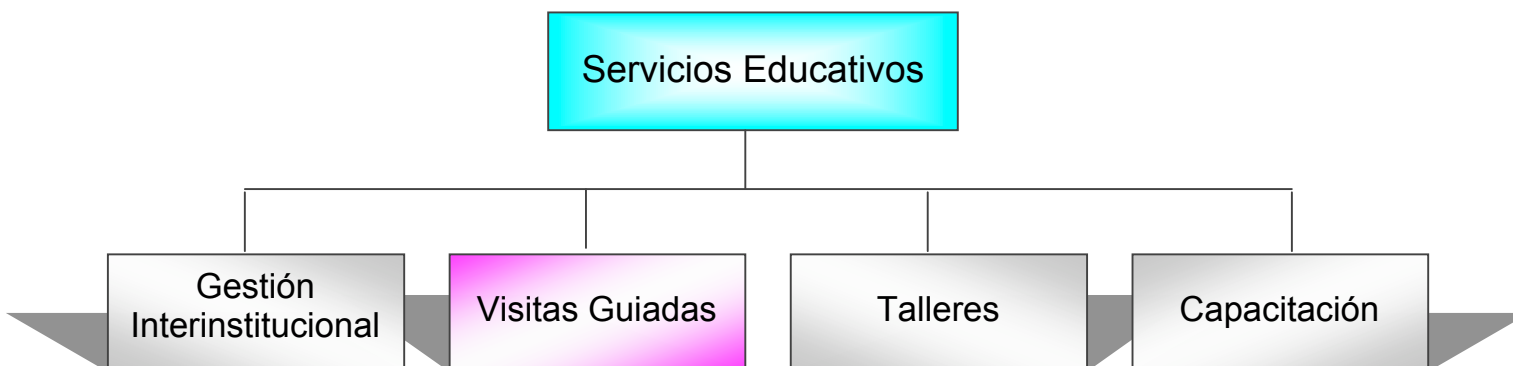 Servicios Educativos
Gestión
Interinstitucional
Visitas Guiadas
Talleres
Capacitación